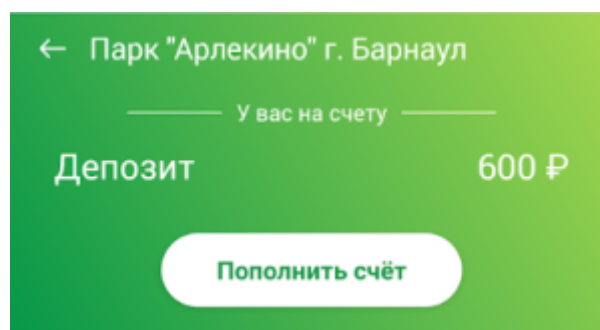 ← Парк "Арлекино" г. Барнаул
У вас на счету
Депозит 600 ₽
Пополнить счёт